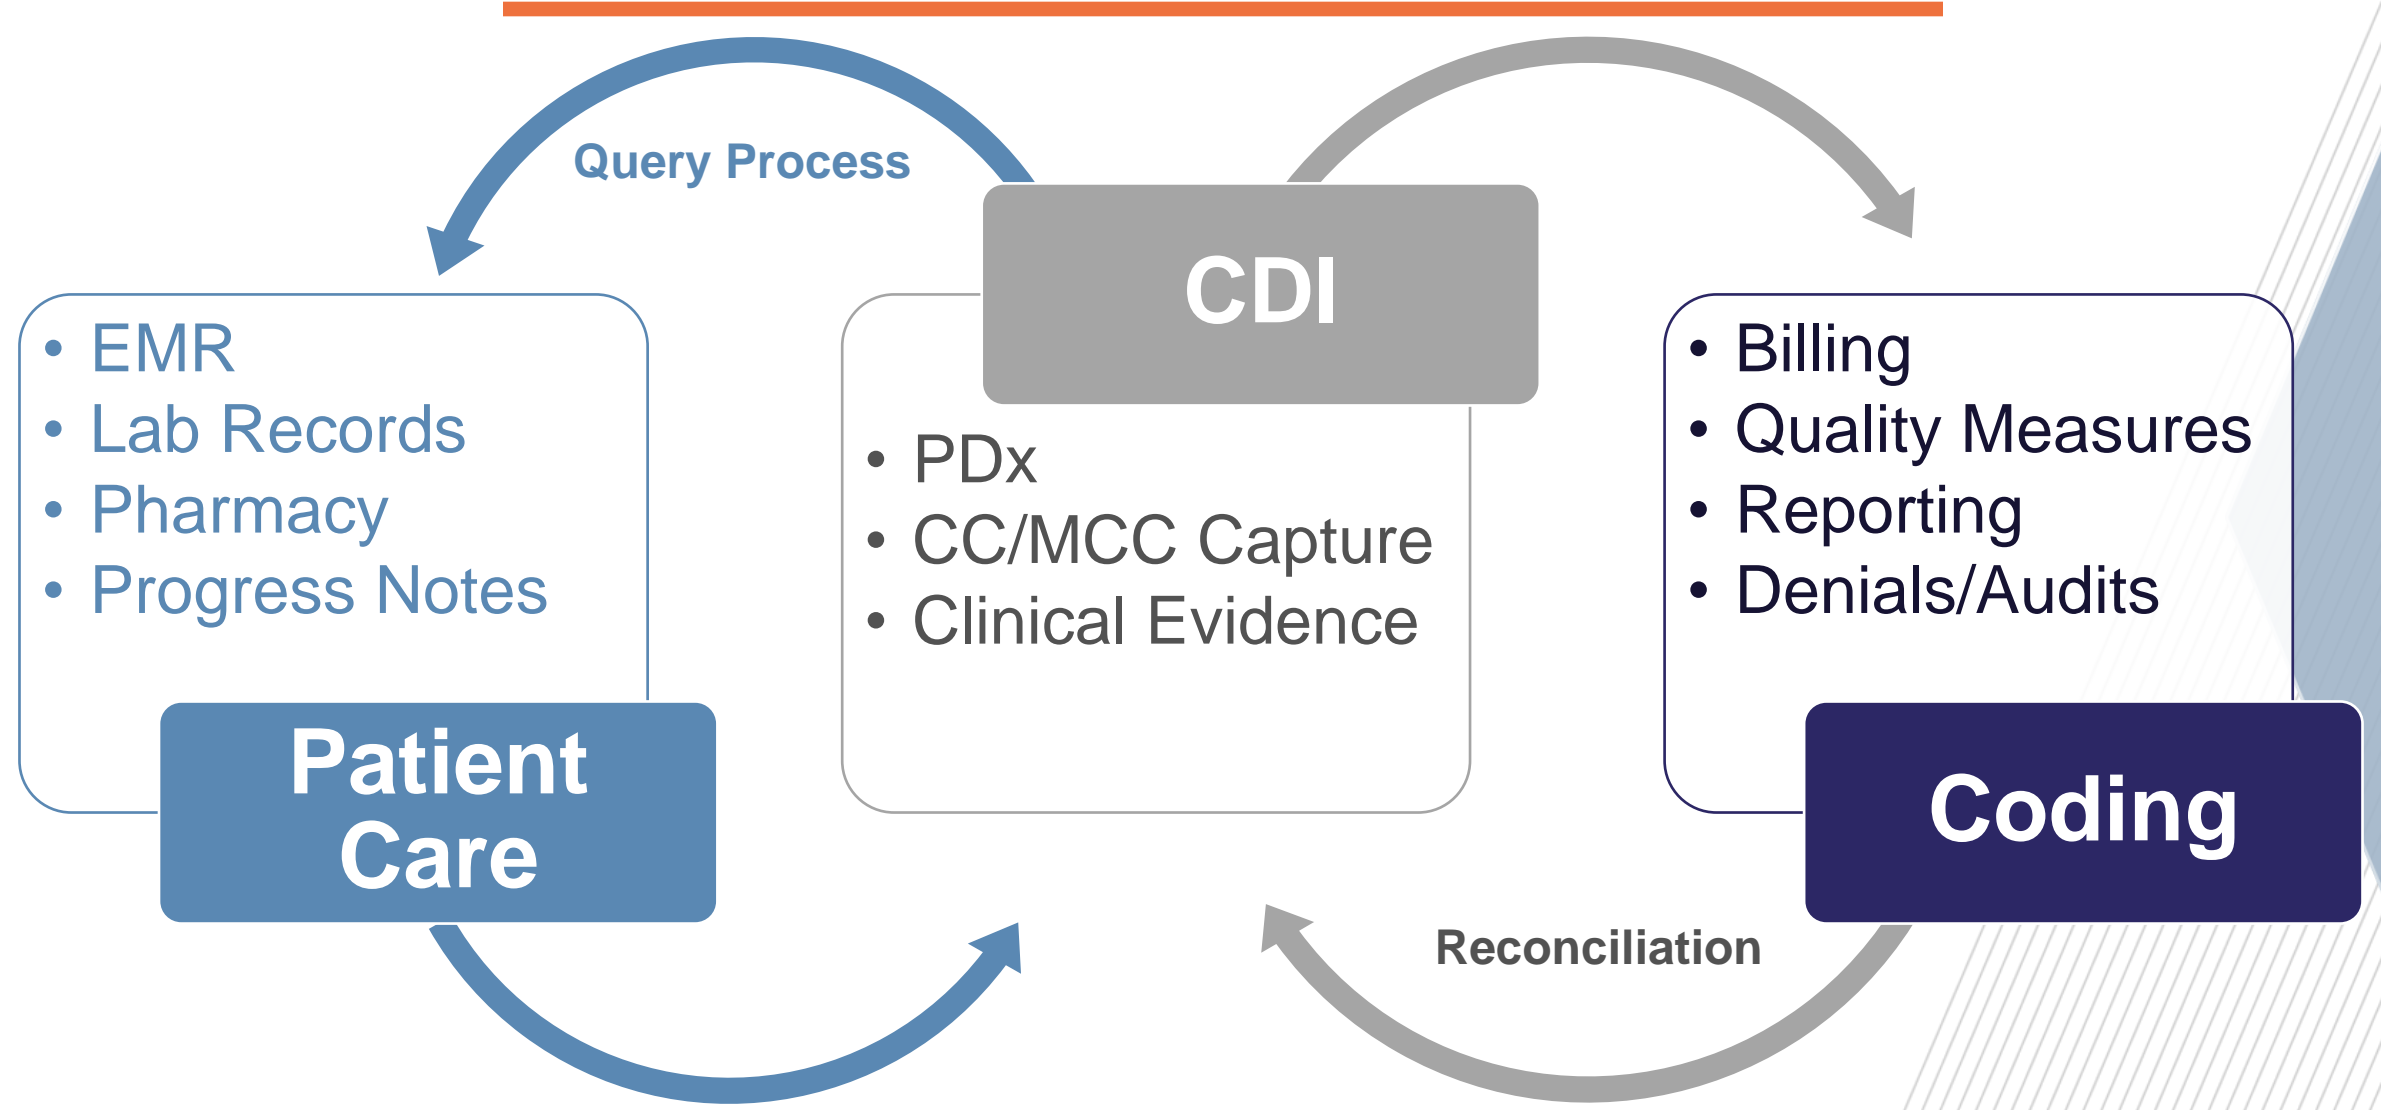 Query Process
• EMR
• Lab Records
• Pharmacy
• Progress Notes
Patient
Care
CDI
• PDx
• CC/MCC Capture
• Clinical Evidence
• Billing
• Quality Measures
• Reporting
• Denials/Audits
Coding
Reconciliation